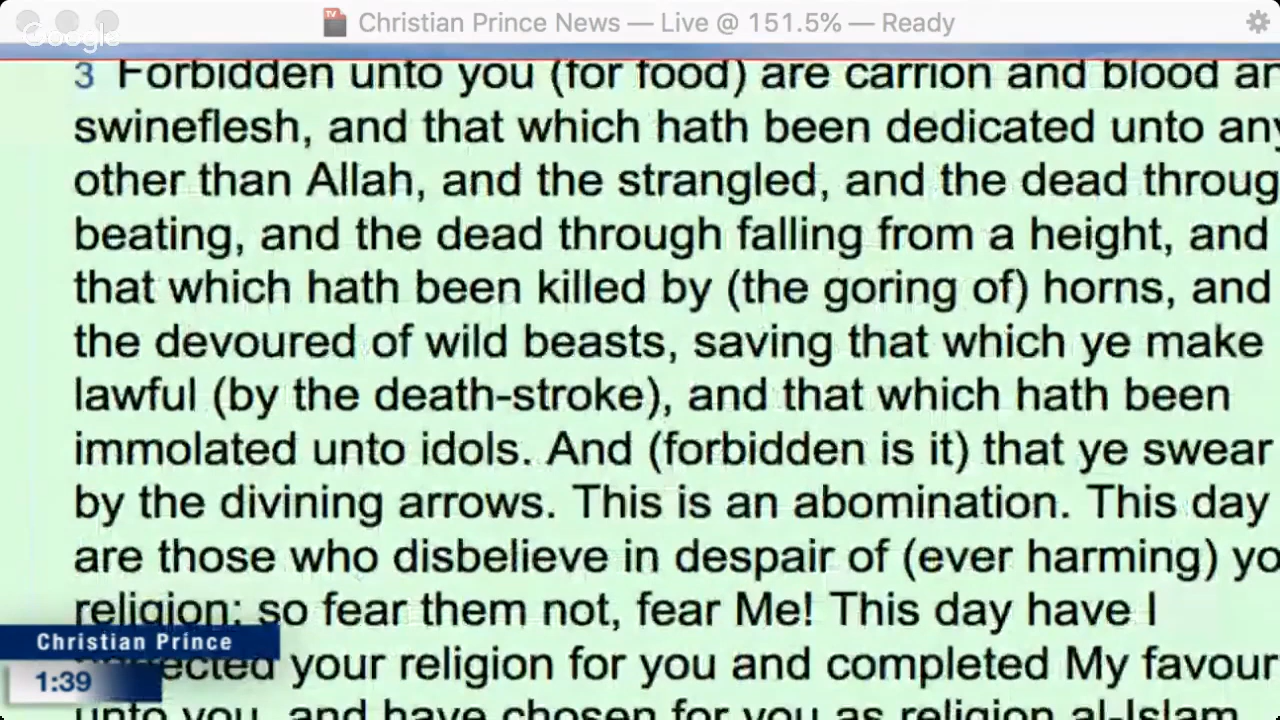 Christian Prince News — Live @ 151.5% — Ready
Google
3 Forbidden unto you (for food) are carrion and blood
swineflesh, and that which hath been dedicated unto any
other than Allah, and the strangled, and the dead throug
beating, and the dead through falling from a height, and
that which hath been killed by (the goring of) horns, and
the devoured of wild beasts, saving that which ye make
lawful (by the death-stroke), and that which hath been
immolated unto idols. And (forbidden is it) that ye swear
by the divining arrows. This is an abomination. This day
are those who disbelieve in despair of (ever harming) yo
religion; so fear them not, fear Me! This day have I
your religion for you and completed My favour
unto you, and have chosen for you as religion al-Islam
Christian Prince
1:39